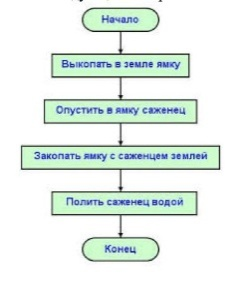 Начало
Выкопать в земле ямку
Опустить в ямку саженец
Закопать ямку с саженцем землей
Полить саженец водой
Конец